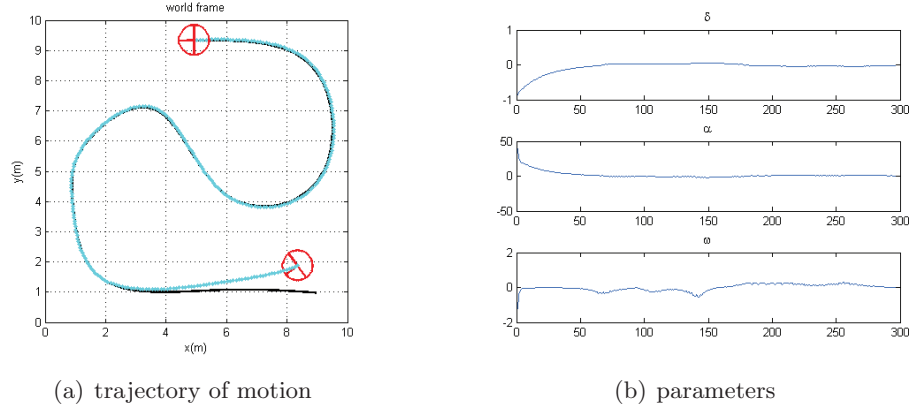 world frame
10
9
8
7
6
5
4
3
2
1
0
y(m)
0 2 4 6 8 10
x(m)
(a) trajectory of motion
δ
1
0
-1
0 50 100 150 200 250 300
α
50
0
-50
0 50 100 150 200 250 300
ω
2
0
-2
0 50 100 150 200 250 300
(b) parameters